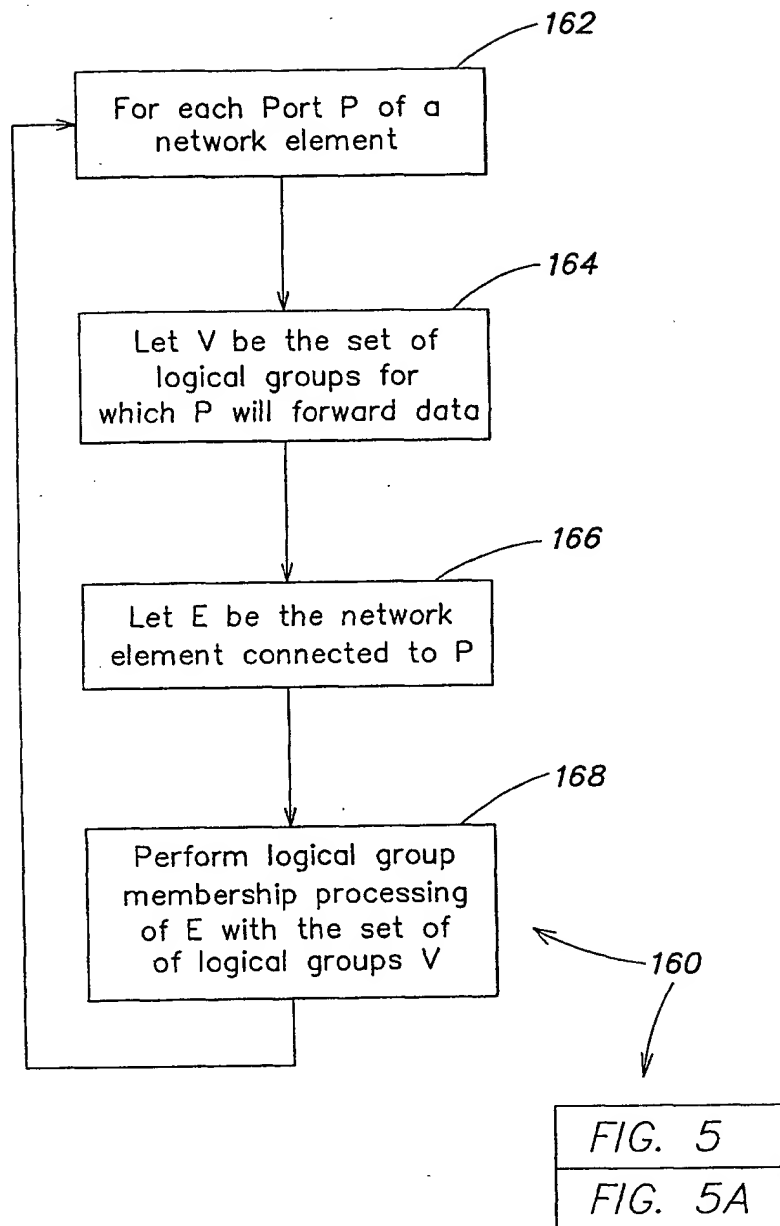 162
For each Port P of a
network element
164
Let V be the set of
logical groups for
which P will forward data
166
Let E be the network
element connected to P
168
Perform logical group
membership processing
of E with the set of
of logical groups V
160
FIG. 5
FIG. 5A